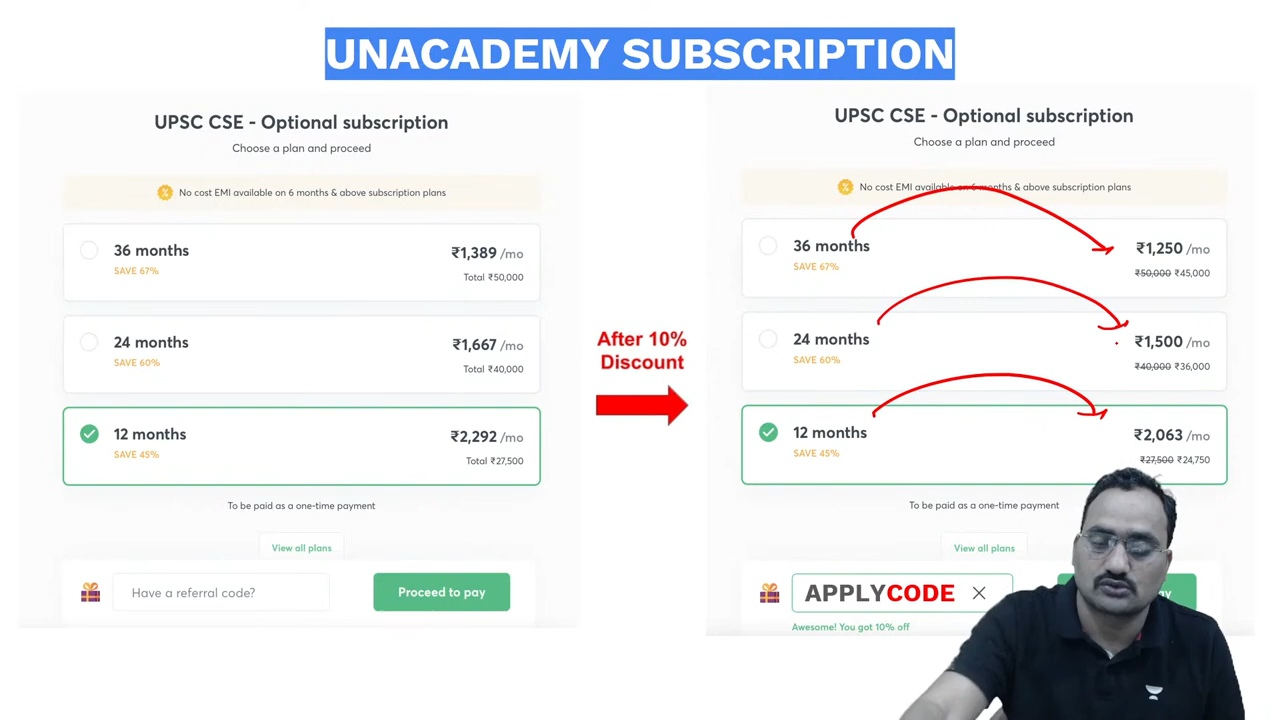 UNACADEMY SUBSCRIPTION
UPSC CSE - Optional subscription
Choose a plan and proceed
No cost EMI available on 6 months & above subscription plans
36 months
₹1,389 /mo
SAVE 67%
Total ₹50,000
24 months
₹1,667 /mo
SAVE 60%
Total ₹40,000
12 months
₹2,292 /mo
SAVE 45%
Total ₹27,500
To be paid as a one-time payment
View all plans
Have a referral code?
Proceed to pay
After 10%
Discount
UPSC CSE - Optional subscription
Choose a plan and proceed
No cost EMI available on 6 months & above subscription plans
36 months
₹1,250 /mo
SAVE 67%
₹50,000 ₹45,000
24 months
₹1,500 /mo
SAVE 60%
₹40,000 ₹36,000
12 months
₹2,063 /mo
SAVE 45%
₹27,500 ₹24,750
To be paid as a one-time payment
View all plans
APPLYCODE
ay
Awesome! You got 10% off